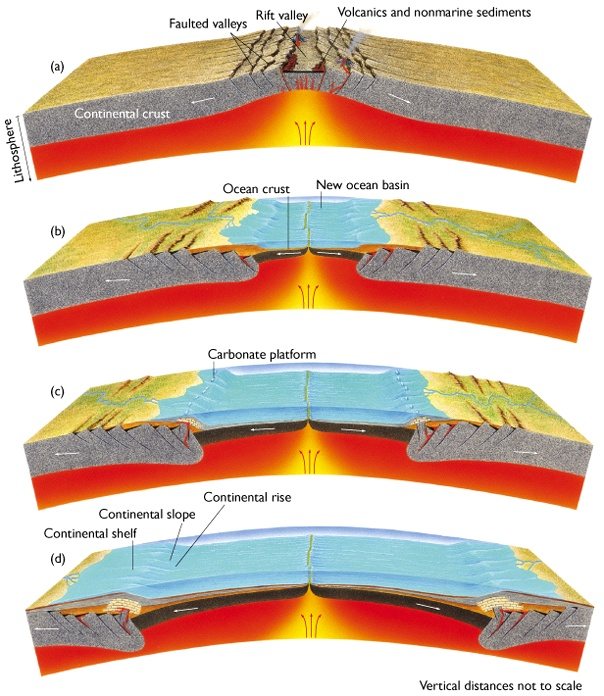 Rift valley
Volcanics and nonmarine sediments
Faulted valleys
(a)
Continental crust
Lithosphere
Ocean crust
New ocean basin
(b)
Carbonate platform
(c)
Continental rise
Continental slope
Continental shelf
(d)
Vertical distances not to scale